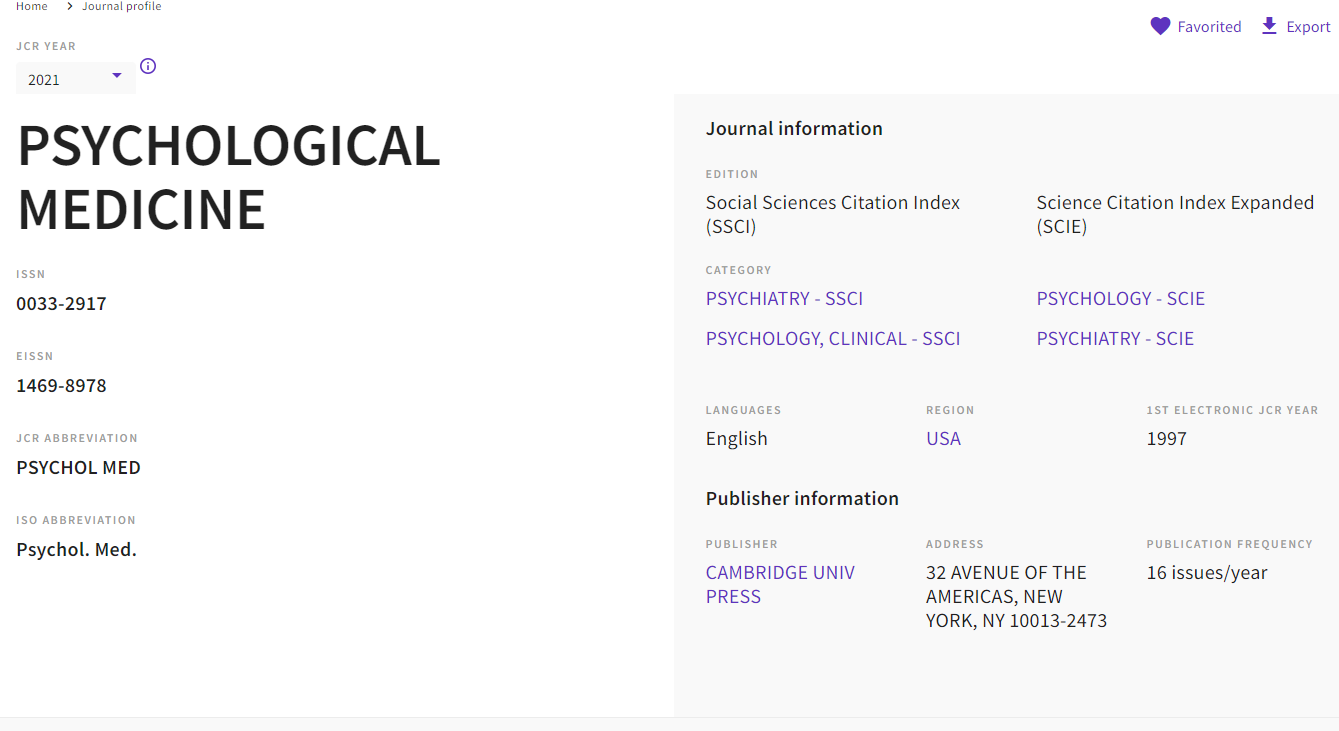 Home > Journal profile
Favorited
Export
JCR YEAR
2021
PSYCHOLOGICAL
MEDICINE
ISSN
0033-2917
EISSN
1469-8978
JCR ABBREVIATION
PSYCHOL MED
ISO ABBREVIATION
Psychol. Med.
Journal information
EDITION
Social Sciences Citation Index
(SSCI)
Science Citation Index Expanded
(SCIE)
CATEGORY
PSYCHIATRY - SSCI
PSYCHOLOGY - SCIE
PSYCHOLOGY, CLINICAL - SSCI
PSYCHIATRY - SCIE
LANGUAGES
English
REGION
USA
1ST ELECTRONIC JCR YEAR
1997
Publisher information
PUBLISHER
CAMBRIDGE UNIV
PRESS
ADDRESS
32 AVENUE OF THE
AMERICAS, NEW
YORK, NY 10013-2473
PUBLICATION FREQUENCY
16 issues/year